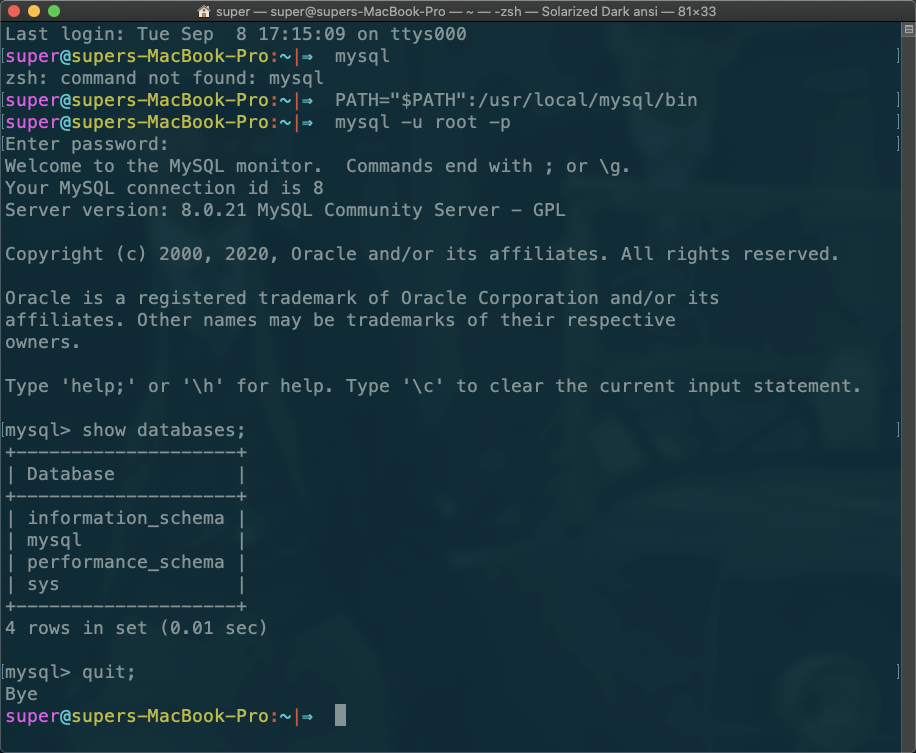 super — super@supers-MacBook-Pro — ~ — -zsh — Solarized Dark ansi — 81×33
Last login: Tue Sep  8 17:15:09 on ttys000
super@supers-MacBook-Pro:~|⇒  mysql
zsh: command not found: mysql
super@supers-MacBook-Pro:~|⇒  PATH="$PATH":/usr/local/mysql/bin
super@supers-MacBook-Pro:~|⇒  mysql -u root -p
Enter password:
Welcome to the MySQL monitor.  Commands end with ; or \g.
Your MySQL connection id is 8
Server version: 8.0.21 MySQL Community Server - GPL

Copyright (c) 2000, 2020, Oracle and/or its affiliates. All rights reserved.

Oracle is a registered trademark of Oracle Corporation and/or its
affiliates. Other names may be trademarks of their respective
owners.

Type 'help;' or '\h' for help. Type '\c' to clear the current input statement.

mysql> show databases;
+--------------------+
| Database           |
+--------------------+
| information_schema |
| mysql              |
| performance_schema |
| sys                |
+--------------------+
4 rows in set (0.01 sec)

mysql> quit;
Bye
super@supers-MacBook-Pro:~|⇒